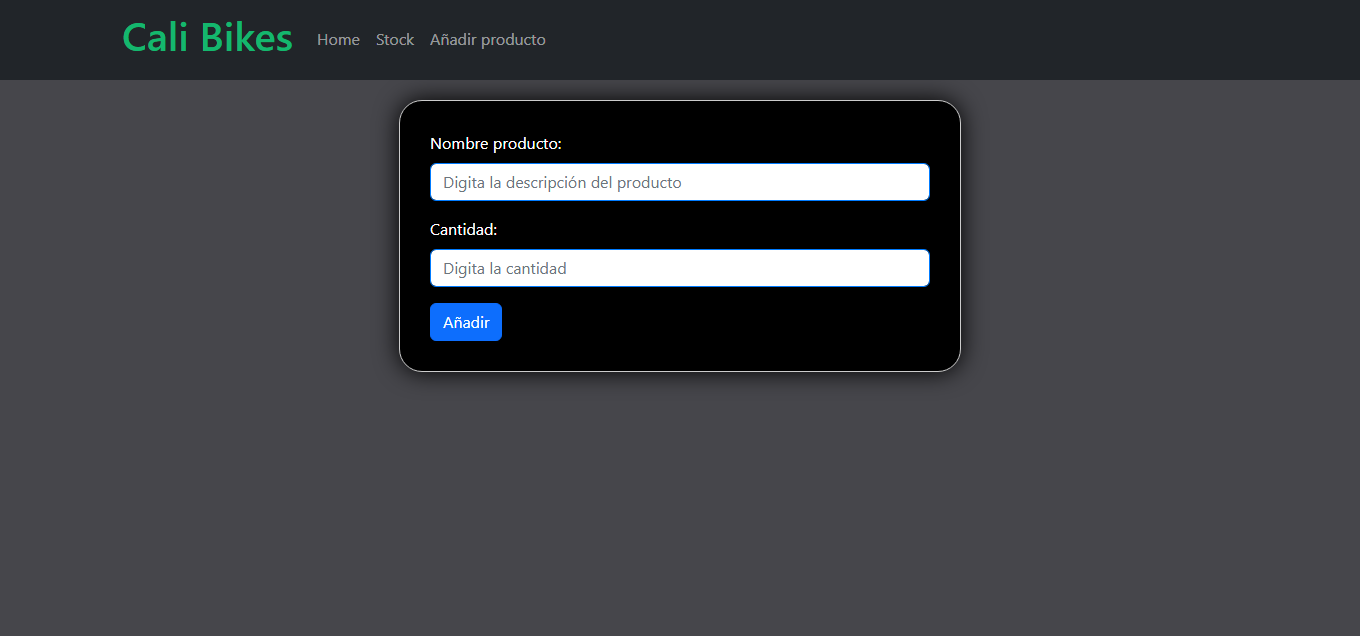 Cali Bikes Home Stock Añadir producto
Nombre producto:
Digita la descripción del producto
Cantidad:
Digita la cantidad
Añadir